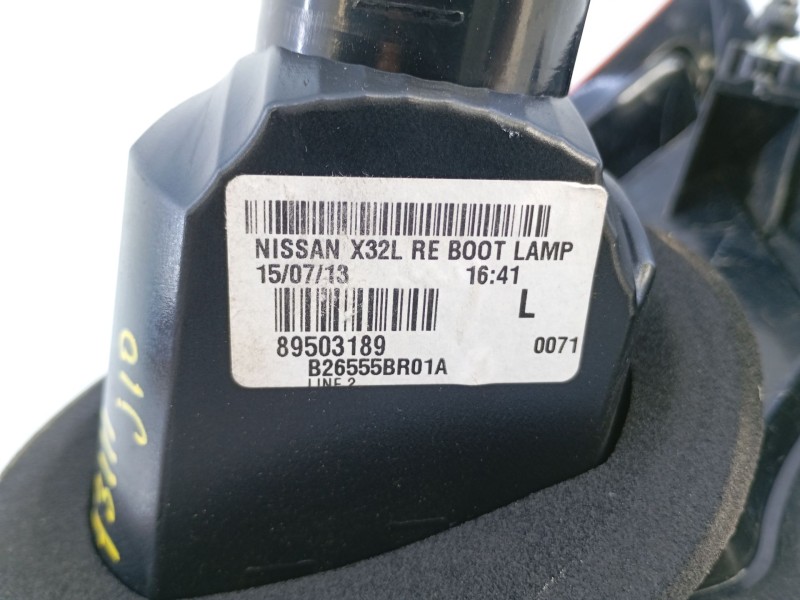 NISSAN X32L RE BOOT LAMP
15/07/13 16:41
L
89503189 0071
B26555BR01A
LINE 2